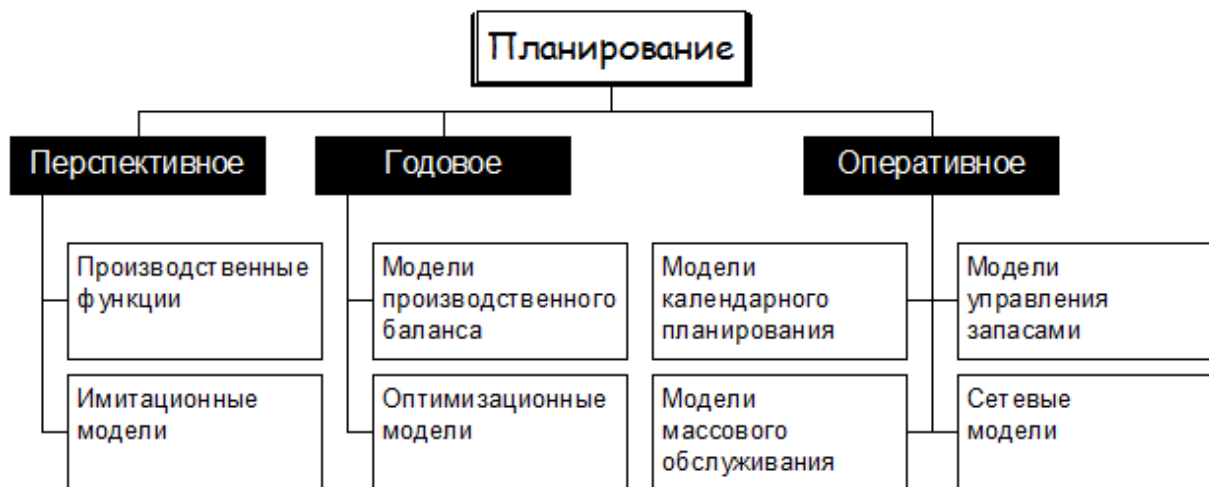 Планирование
Перспективное
Годовое
Оперативное
Производственные
функции
Модели
производственного
баланса
Модели
календарного
планирования
Модели
управления
запасами
Имитационные
модели
Оптимизационные
модели
Модели
массового
обслуживания
Сетевые
модели